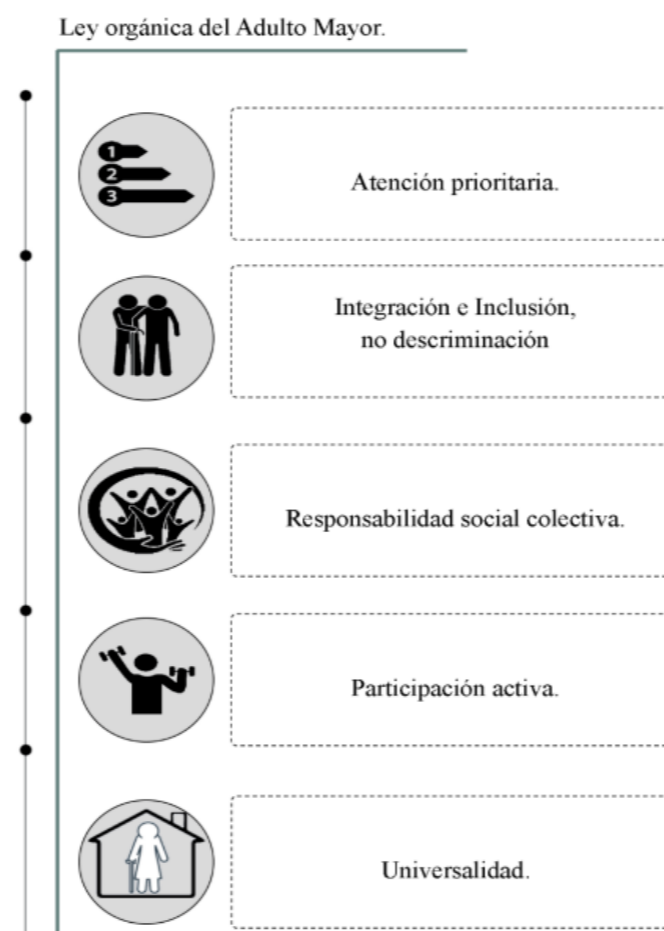 Ley orgánica del Adulto Mayor.
1
2
3
Atención prioritaria.
Integración e Inclusión,
no descriminación
Responsabilidad social colectiva.
Participación activa.
Universalidad.